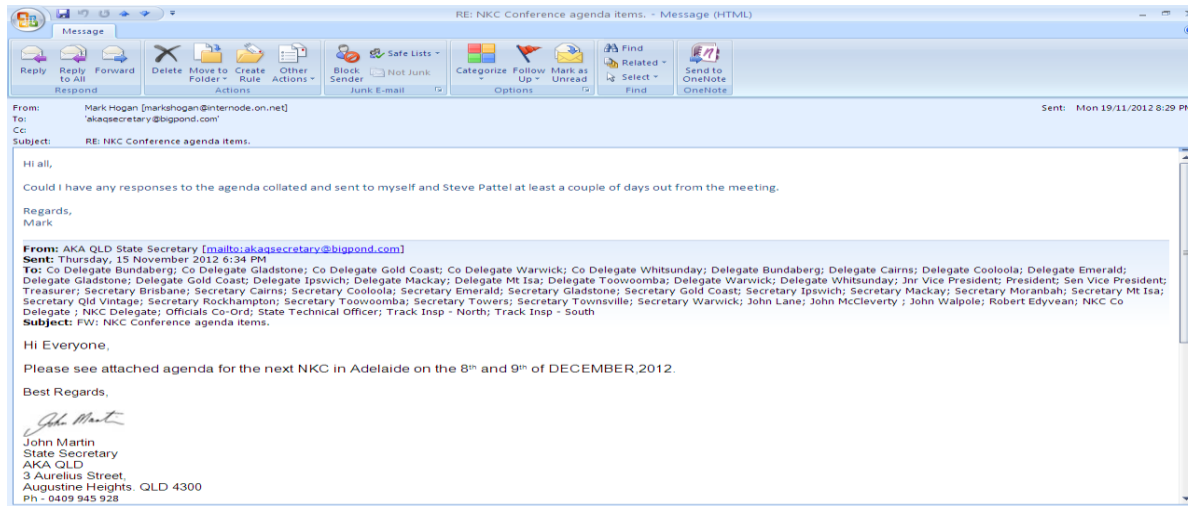 RE: NKC Conference agenda items. - Message (HTML)
Message
Reply
Reply to All
Forward
Respond
Delete
Move to Folder
Create Rule
Other Actions
Actions
Block Sender
Safe Lists
Not Junk
Junk E-mail
Categorize
Follow Up
Mark as Unread
Options
Find
Related
Select
Find
Send to OneNote
OneNote
From: Mark Hogan [markshogan@internode.on.net]
Sent: Mon 19/11/2012 8:29 PM
To: 'akaqsecretary@bigpond.com'
Cc:
Subject: RE: NKC Conference agenda items.
Hi all,
Could I have any responses to the agenda collated and sent to myself and Steve Pattel at least a couple of days out from the meeting.
Regards,
Mark
From: AKA QLD State Secretary [mailto:akaqsecretary@bigpond.com]
Sent: Thursday, 15 November 2012 6:34 PM
To: Co Delegate Bundaberg; Co Delegate Gladstone; Co Delegate Gold Coast; Co Delegate Warwick; Co Delegate Whitsunday; Delegate Bundaberg; Delegate Cairns; Delegate Cooloola; Delegate Emerald;
Delegate Gladstone; Delegate Gold Coast; Delegate Ipswich; Delegate Mackay; Delegate Mt Isa; Delegate Toowoomba; Delegate Warwick; Delegate Whitsunday; Jnr Vice President; President; Sen Vice President;
Treasurer; Secretary Brisbane; Secretary Cairns; Secretary Cooloola; Secretary Emerald; Secretary Gladstone; Secretary Gold Coast; Secretary Ipswich; Secretary Mackay; Secretary Moranbah; Secretary Mt Isa;
Secretary Qld Vintage; Secretary Rockhampton; Secretary Toowoomba; Secretary Towers; Secretary Townsville; Secretary Warwick; John Lane; John McCleverty ; John Walpole; Robert Edyvean; NKC Co
Delegate ; NKC Delegate; Officials Co-Ord; State Technical Officer; Track Insp - North; Track Insp - South
Subject: FW: NKC Conference agenda items.
Hi Everyone,
Please see attached agenda for the next NKC in Adelaide on the 8th and 9th of DECEMBER,2012.
Best Regards,
John Martin
John Martin
State Secretary
AKA QLD
3 Aurelius Street,
Augustine Heights. QLD 4300
Ph - 0409 945 928